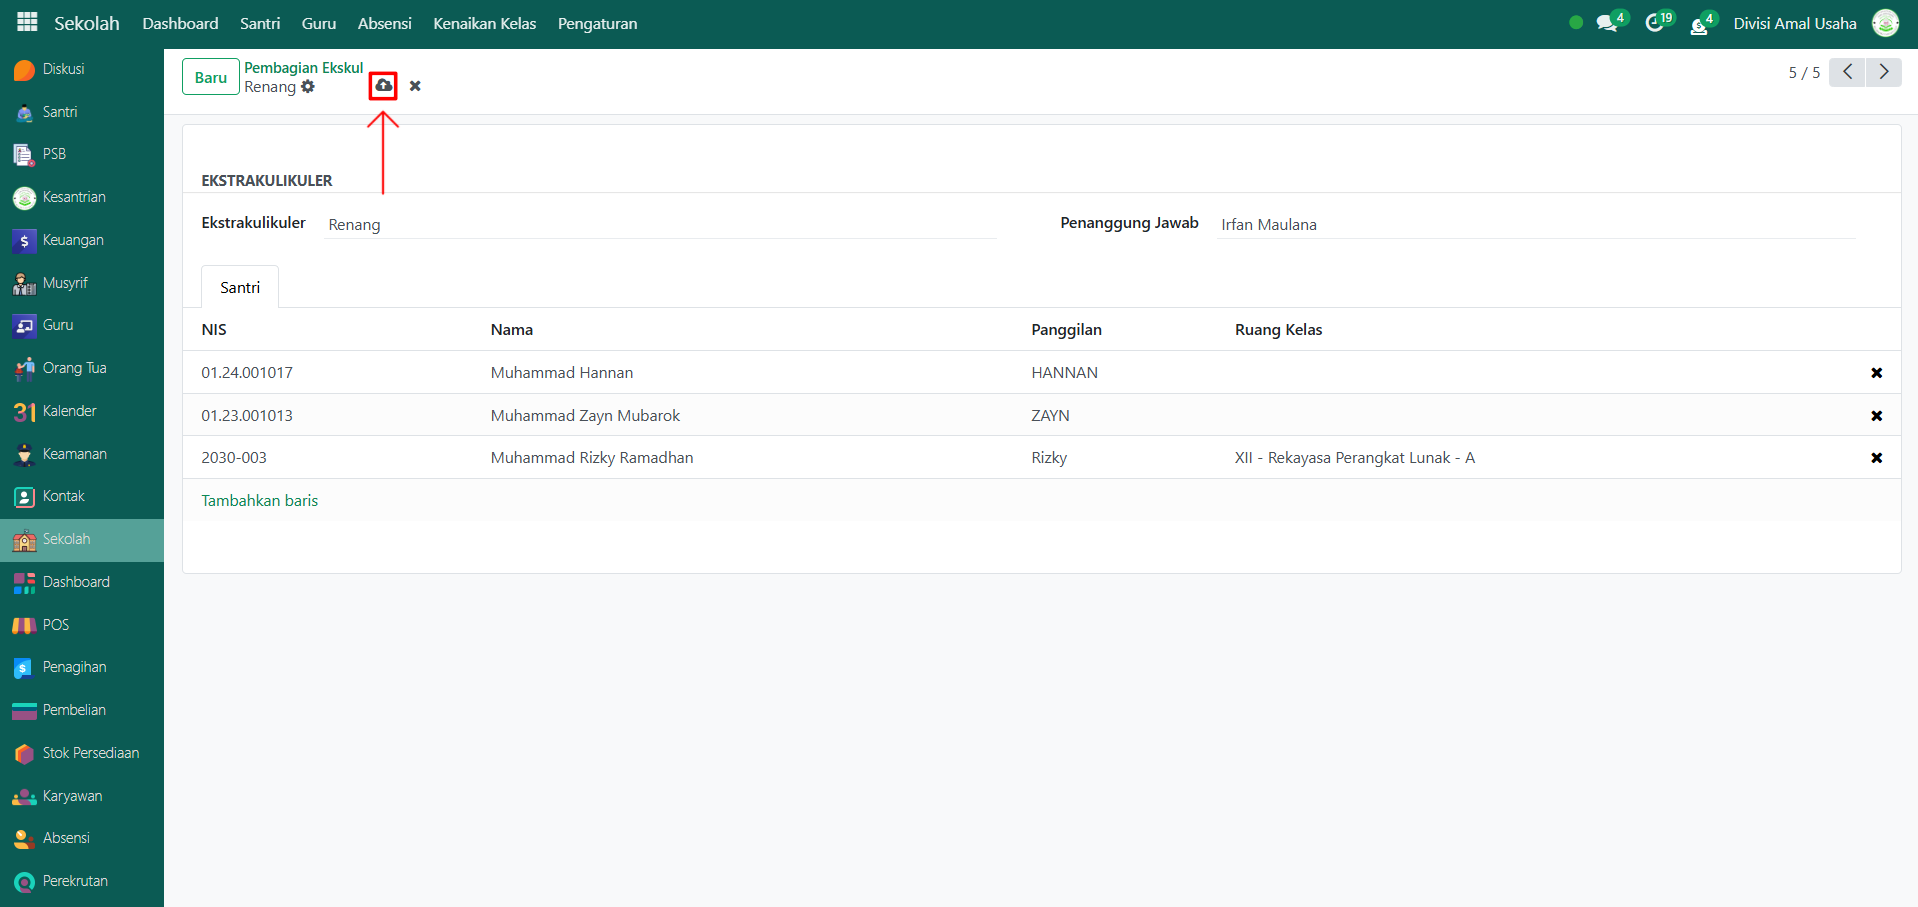 Sekolah Dashboard Santri Guru Absensi Kenaikan Kelas Pengaturan 4 19 4 Divisi Amal Usaha
Diskusi
Santri
PSB
Kesantrian
Keuangan
Musyrif
Guru
Orang Tua
31 Kalender
Keamanan
Kontak
Sekolah
Dashboard
POS
Penagihan
Pembelian
Stok Persediaan
Karyawan
Absensi
Perekrutan
Baru
Pembagian Ekskul
Renang
5 / 5
EKSTRAKULIKULER
Ekstrakulikuler Renang Penanggung Jawab Irfan Maulana
Santri
NIS Nama Panggilan Ruang Kelas
01.24.001017 Muhammad Hannan HANNAN
01.23.001013 Muhammad Zayn Mubarok ZAYN
2030-003 Muhammad Rizky Ramadhan Rizky XII - Rekayasa Perangkat Lunak - A
Tambahkan baris